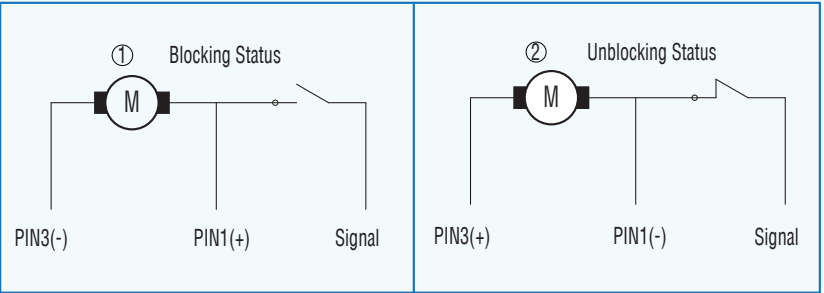 ① Blocking Status
M
PIN3(-) PIN1(+) Signal
② Unblocking Status
M
PIN3(+) PIN1(-) Signal